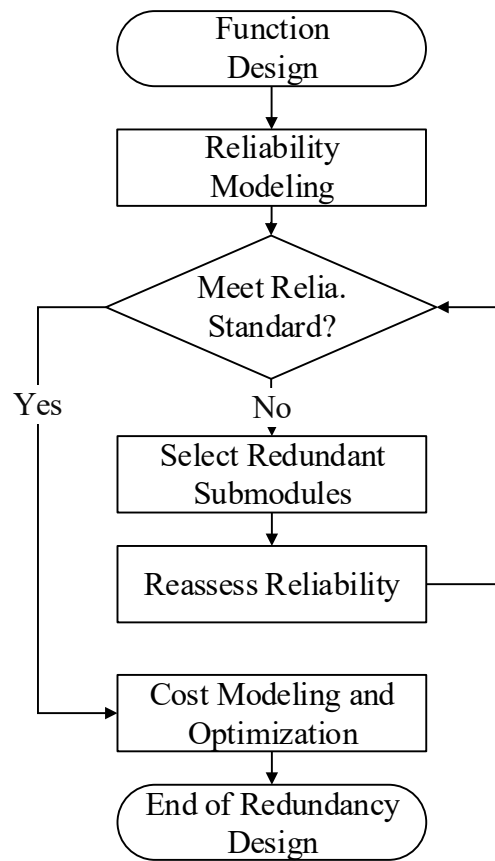 Function
Design
Reliability
Modeling
Meet Relia.
Standard?
Yes
No
Select Redundant
Submodules
Reassess Reliability
Cost Modeling and
Optimization
End of Redundancy
Design